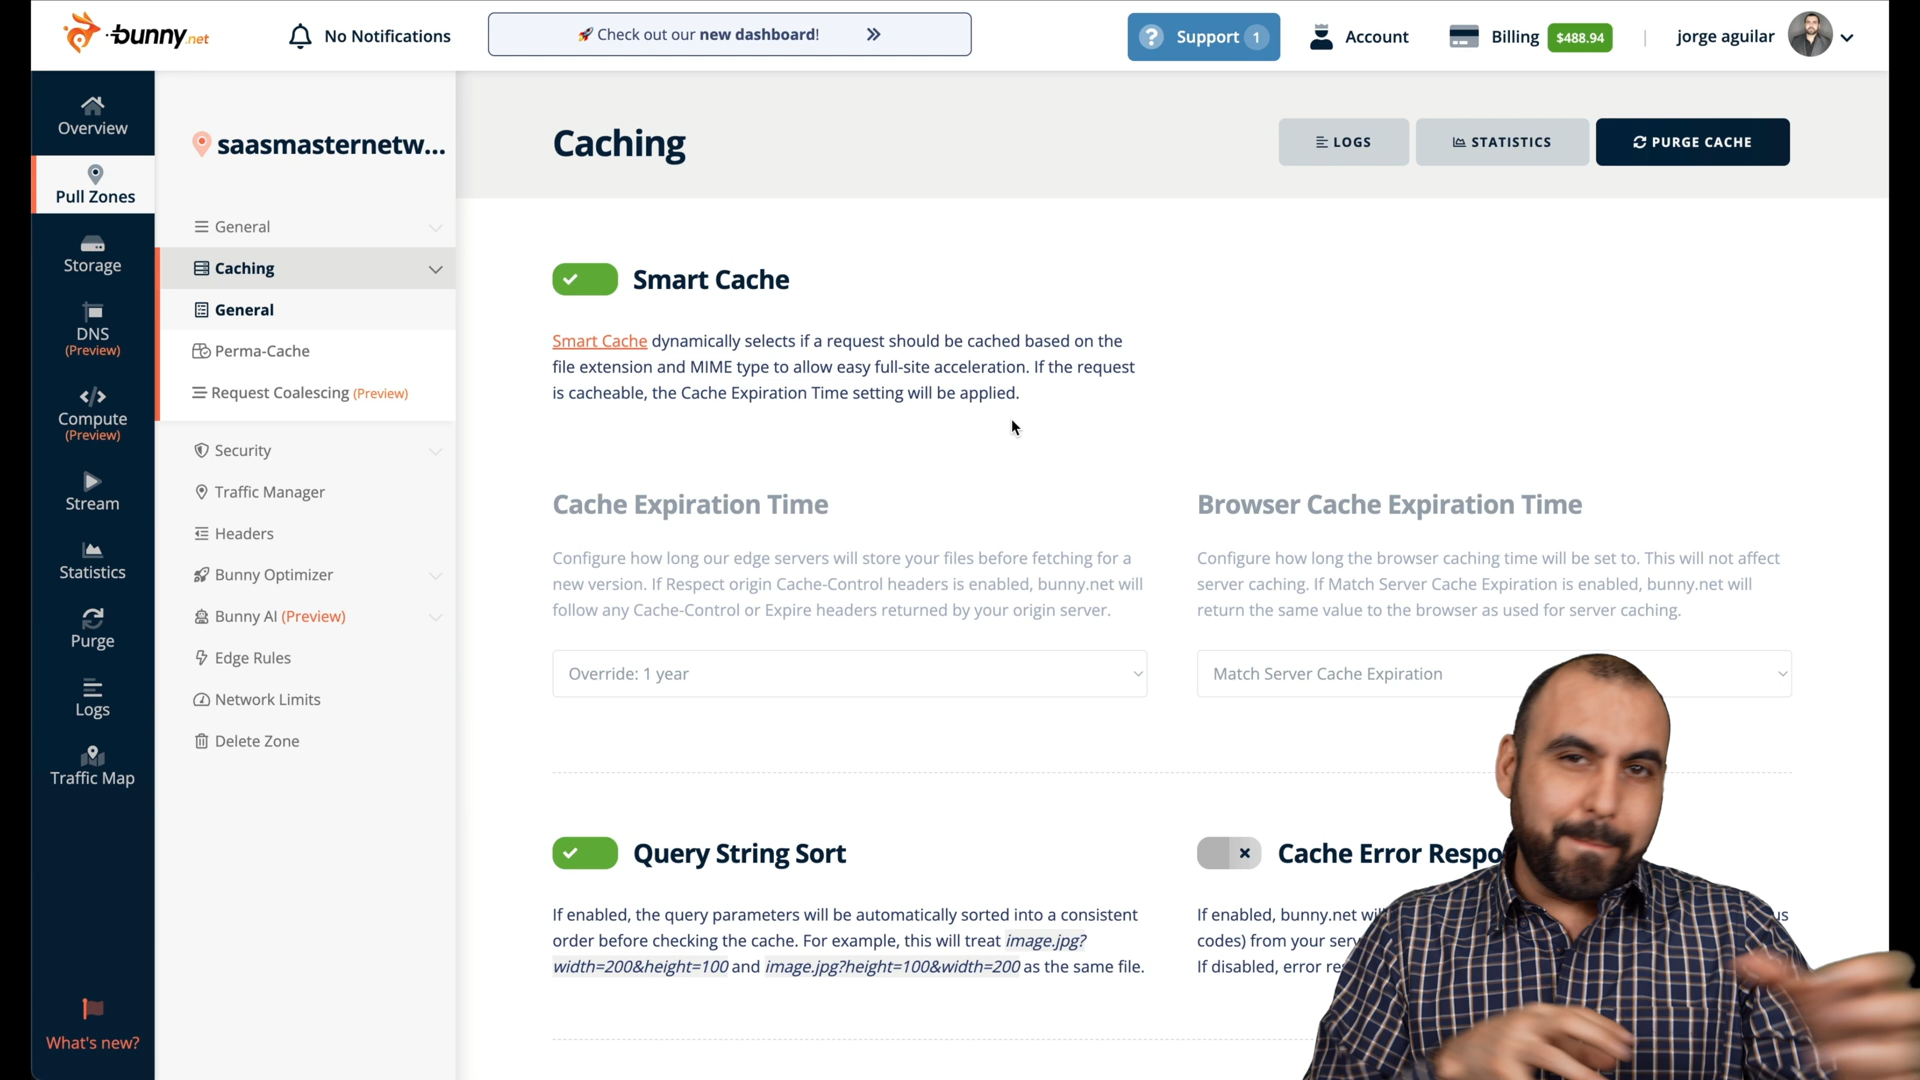 bunny.net
No Notifications
🚀 Check out our new dashboard!
Support 1
Account
Billing $488.94
jorge aguilar
Overview
Pull Zones
Storage
DNS
(Preview)
Compute
(Preview)
Stream
Statistics
Purge
Logs
Traffic Map
What's new?
saasmasternetw...
General
Caching
General
Perma-Cache
Request Coalescing (Preview)
Security
Traffic Manager
Headers
Bunny Optimizer
Bunny AI (Preview)
Edge Rules
Network Limits
Delete Zone
Caching
LOGS
STATISTICS
PURGE CACHE
Smart Cache
Smart Cache dynamically selects if a request should be cached based on the
file extension and MIME type to allow easy full-site acceleration. If the request
is cacheable, the Cache Expiration Time setting will be applied.
Cache Expiration Time
Configure how long our edge servers will store your files before fetching for a
new version. If Respect origin Cache-Control headers is enabled, bunny.net will
follow any Cache-Control or Expire headers returned by your origin server.
Override: 1 year
Browser Cache Expiration Time
Configure how long the browser caching time will be set to. This will not affect
server caching. If Match Server Cache Expiration is enabled, bunny.net will
return the same value to the browser as used for server caching.
Match Server Cache Expiration
Query String Sort
If enabled, the query parameters will be automatically sorted into a consistent
order before checking the cache. For example, this will treat image.jpg?
width=200&height=100 and image.jpg?height=100&width=200 as the same file.
Cache Error Respo
If enabled, bunny.net wil
codes) from your serv
If disabled, error re